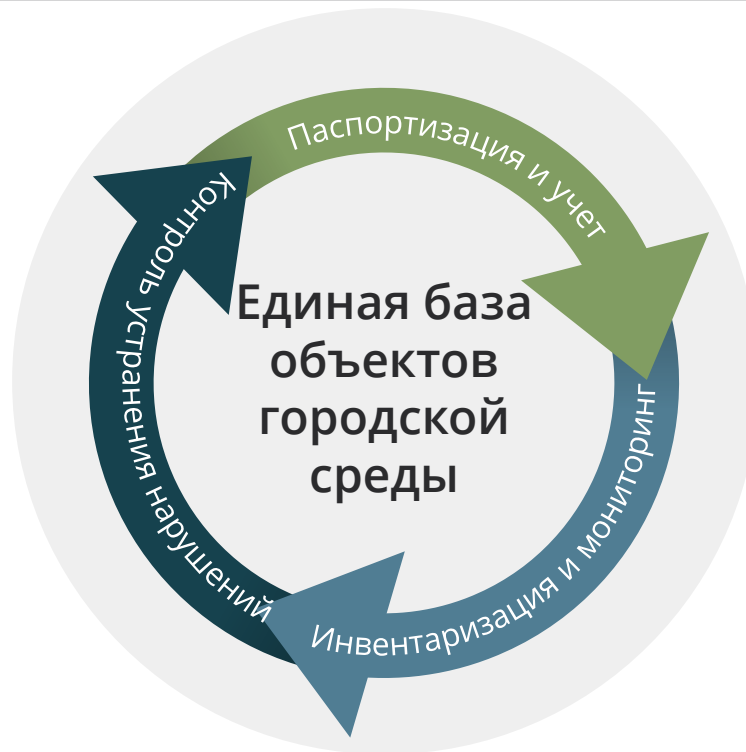 Паспортизация и учет
Инвентаризация и мониторинг
Контроль устранения нарушений
Единая база
объектов
городской
среды